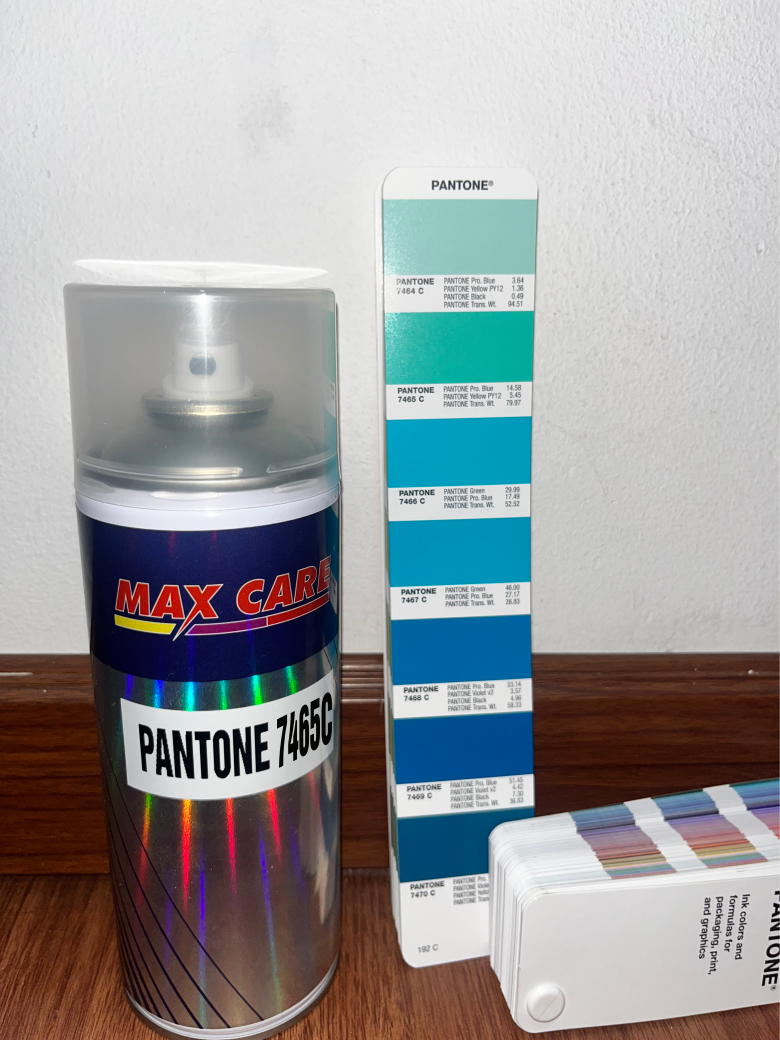 MAX CARE
PANTONE 7465C
PANTONE®
PANTONE 7464 C
PANTONE Pro. Blue 3.64
PANTONE Yellow PY12 1.36
PANTONE Black 0.49
PANTONE Trans. Wt. 94.51
PANTONE 7465 C
PANTONE Pro. Blue 14.58
PANTONE Yellow PY12 5.45
PANTONE Trans. Wt. 79.97
PANTONE 7466 C
PANTONE Green 29.99
PANTONE Pro. Blue 17.49
PANTONE Trans. Wt. 52.52
PANTONE 7467 C
PANTONE Green 46.00
PANTONE Pro. Blue 27.17
PANTONE Trans. Wt. 26.83
PANTONE 7468 C
PANTONE Pro. Blue 33.14
PANTONE Violet v2 3.57
PANTONE Black 4.96
PANTONE Trans. Wt. 58.33
PANTONE 7469 C
PANTONE Pro. Blue 51.45
PANTONE Violet v2 4.42
PANTONE Black 7.30
PANTONE Trans. Wt. 36.83
PANTONE 7470 C
PANTONE Pro.
PANTONE
PANTONE
PANTONE
192 C
PANTONE®
Ink colors and
formulas for
packaging, print,
and graphics